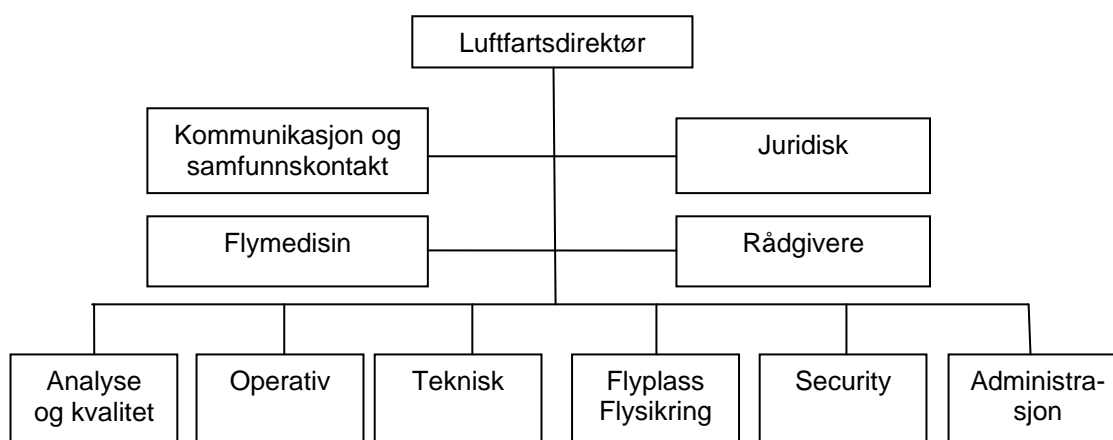 Luftfartsdirektør
Kommunikasjon og
samfunnskontakt
Juridisk
Flymedisin
Rådgivere
Analyse
og kvalitet
Operativ
Teknisk
Flyplass
Flysikring
Security
Administra-
sjon